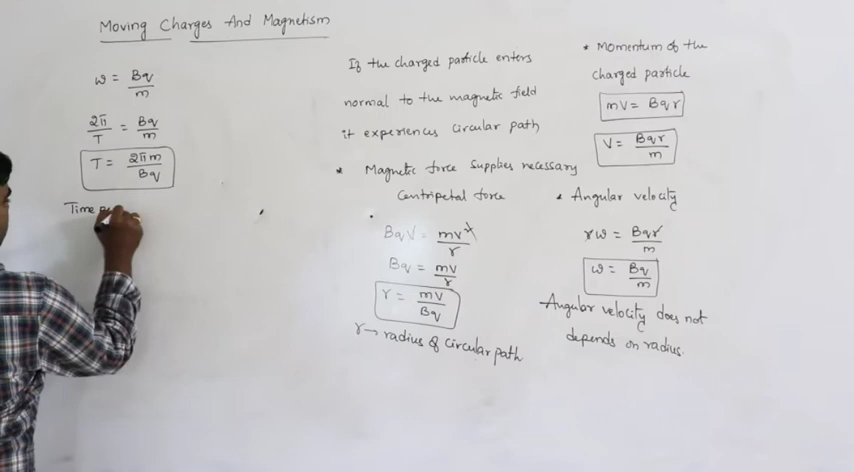 Moving Charges And Magnetism
ω = Bq/m
2π/T = Bq/m
T = 2πm/Bq
Time
If the charged particle enters
normal to the magnetic field
it experiences circular path
* Magnetic force supplies necessary
centripetal force
BqV = mv²/r
Bq = mv/r
r = mv/Bq
r → radius of circular path
* Momentum of the
charged particle
mv = Bqr
V = Bqr/m
* Angular velocity
rω = Bqr/m
ω = Bq/m
Angular velocity does not
depends on radius.